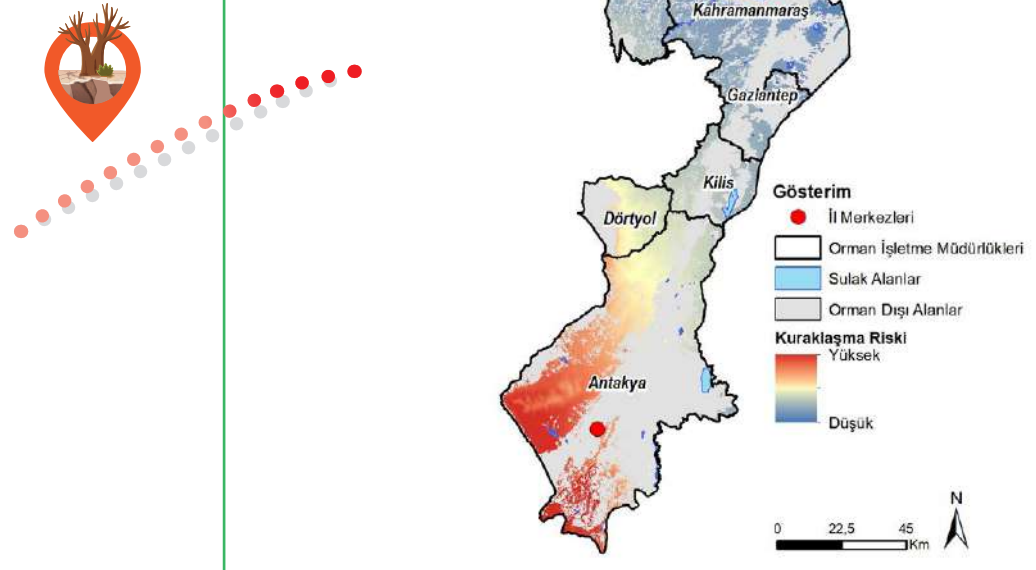 Kahramanmaraş
Gaziantep
Kilis
Dörtyol
Antakya
Gösterim
İl Merkezleri
Orman İşletme Müdürlükleri
Sulak Alanlar
Orman Dışı Alanlar
Kuraklaşma Riski
Yüksek
Düşük
N
0 22,5 45
Km